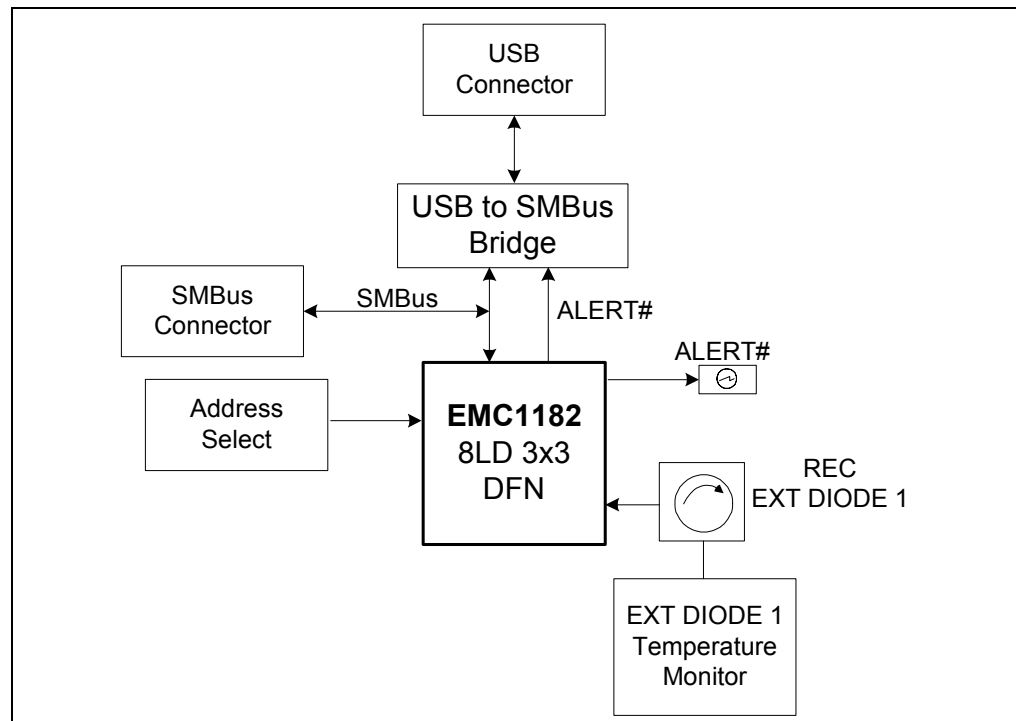 USB
Connector
USB to SMBus
Bridge
SMBus
Connector
SMBus
ALERT#
ALERT#
Address
Select
EMC1182
8LD 3x3
DFN
REC
EXT DIODE 1
EXT DIODE 1
Temperature
Monitor